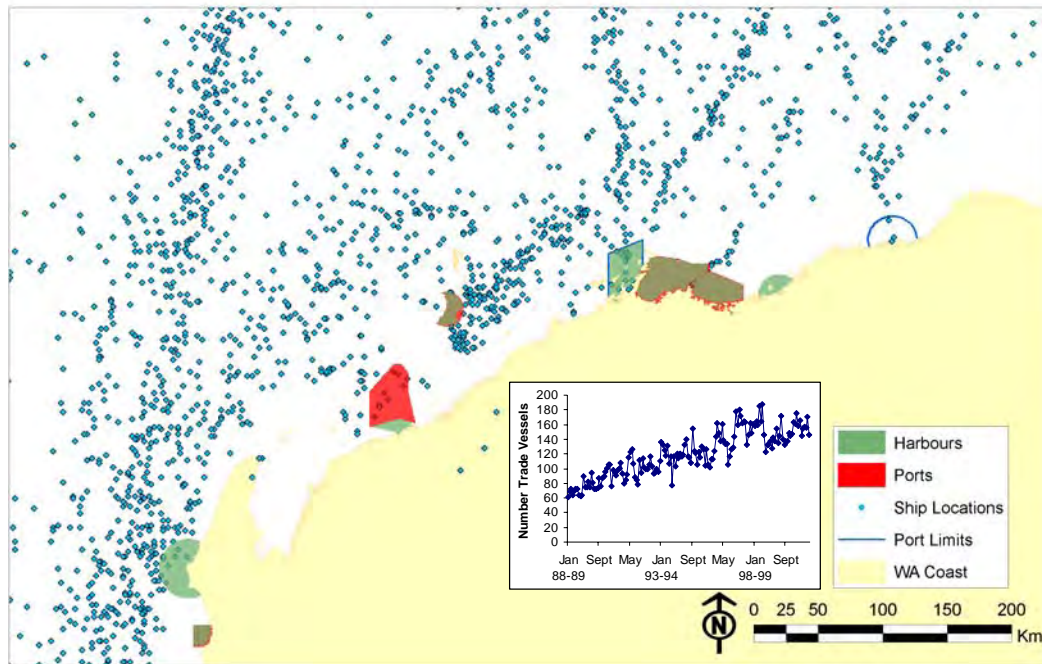 200
180
160
140
120
100
80
60
40
20
0
Number Trade Vessels
Jan Sept May Jan Sept May Jan Sept
88-89 93-94 98-99
Harbours
Ports
Ship Locations
Port Limits
WA Coast
N
0 25 50 100 150 200
Km